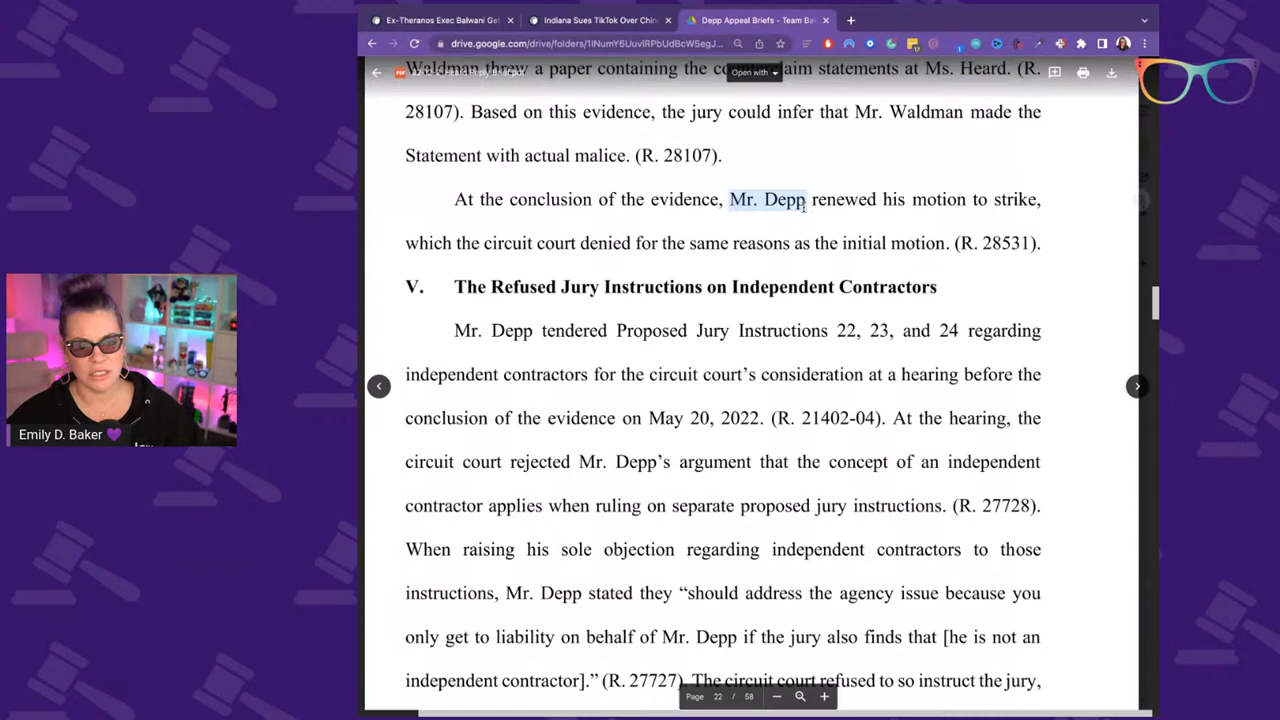 Ex-Theranos Exec Balwani Get
Indiana Sues TikTok Over Chin
Depp Appeal Briefs - Team Ba
Waldman threw a paper containing the counterclaim statements at Ms. Heard. (R.
Open with
28107). Based on this evidence, the jury could infer that Mr. Waldman made the
Statement with actual malice. (R. 28107).
At the conclusion of the evidence, Mr. Depp renewed his motion to strike,
which the circuit court denied for the same reasons as the initial motion. (R. 28531).
V. The Refused Jury Instructions on Independent Contractors
Mr. Depp tendered Proposed Jury Instructions 22, 23, and 24 regarding
independent contractors for the circuit court’s consideration at a hearing before the
conclusion of the evidence on May 20, 2022. (R. 21402-04). At the hearing, the
circuit court rejected Mr. Depp’s argument that the concept of an independent
contractor applies when ruling on separate proposed jury instructions. (R. 27728).
When raising his sole objection regarding independent contractors to those
instructions, Mr. Depp stated they “should address the agency issue because you
only get to liability on behalf of Mr. Depp if the jury also finds that [he is not an
independent contractor].” (R. 27727). The circuit court refused to so instruct the jury,
Page 22 / 58
Emily D. Baker 💜